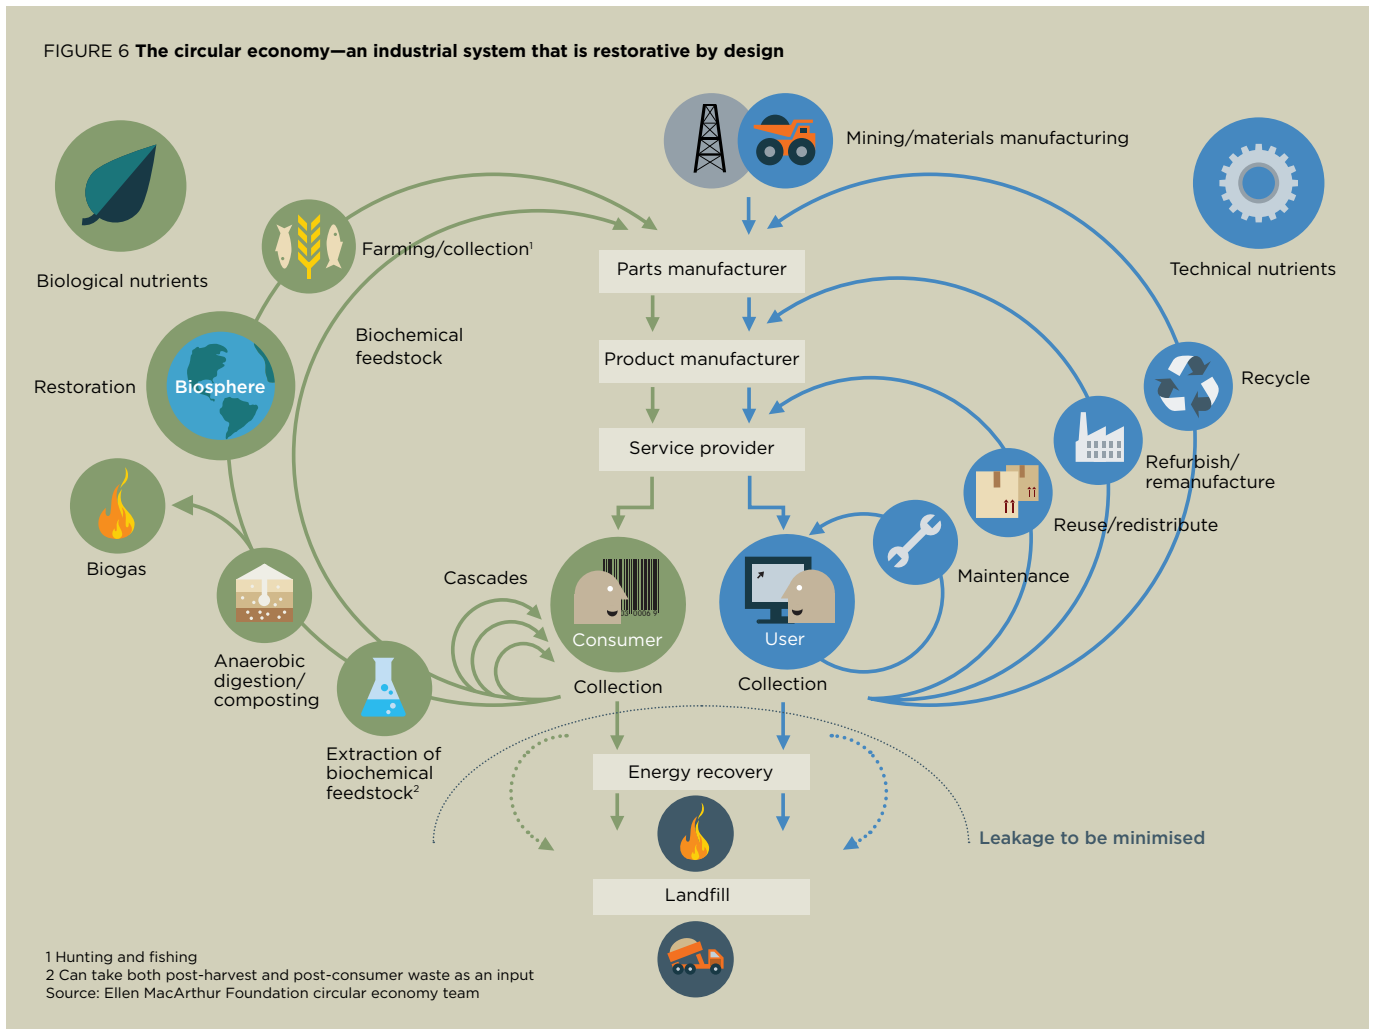 FIGURE 6 The circular economy—an industrial system that is restorative by design
Mining/materials manufacturing
Biological nutrients
Farming/collection¹
Technical nutrients
Parts manufacturer
Biochemical
feedstock
Product manufacturer
Restoration
Biosphere
Recycle
Service provider
Refurbish/
remanufacture
Reuse/redistribute
Biogas
Cascades
Maintenance
Consumer
User
Anaerobic
digestion/
composting
Collection
Collection
Extraction of
biochemical
feedstock²
Energy recovery
Leakage to be minimised
Landfill
1 Hunting and fishing
2 Can take both post-harvest and post-consumer waste as an input
Source: Ellen MacArthur Foundation circular economy team